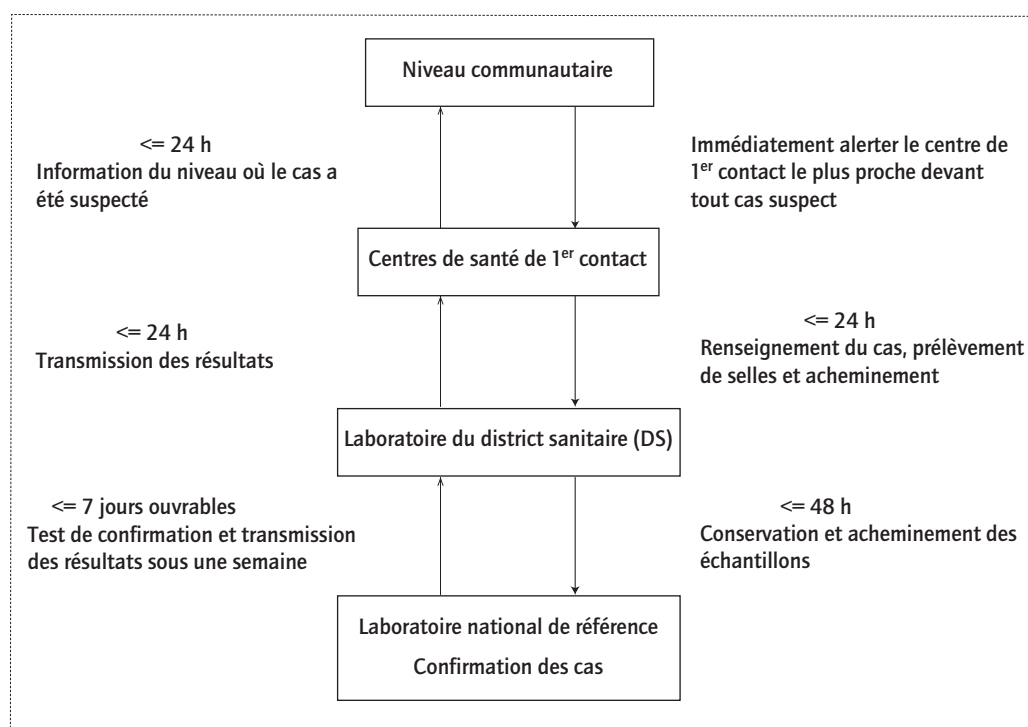 Niveau communautaire
<= 24 h
Information du niveau où le cas a
été suspecté
Immédiatement alerter le centre de
1er contact le plus proche devant
tout cas suspect
Centres de santé de 1er contact
<= 24 h
Transmission des résultats
<= 24 h
Renseignement du cas, prélèvement
de selles et acheminement
Laboratoire du district sanitaire (DS)
<= 7 jours ouvrables
Test de confirmation et transmission
des résultats sous une semaine
<= 48 h
Conservation et acheminement des
échantillons
Laboratoire national de référence
Confirmation des cas